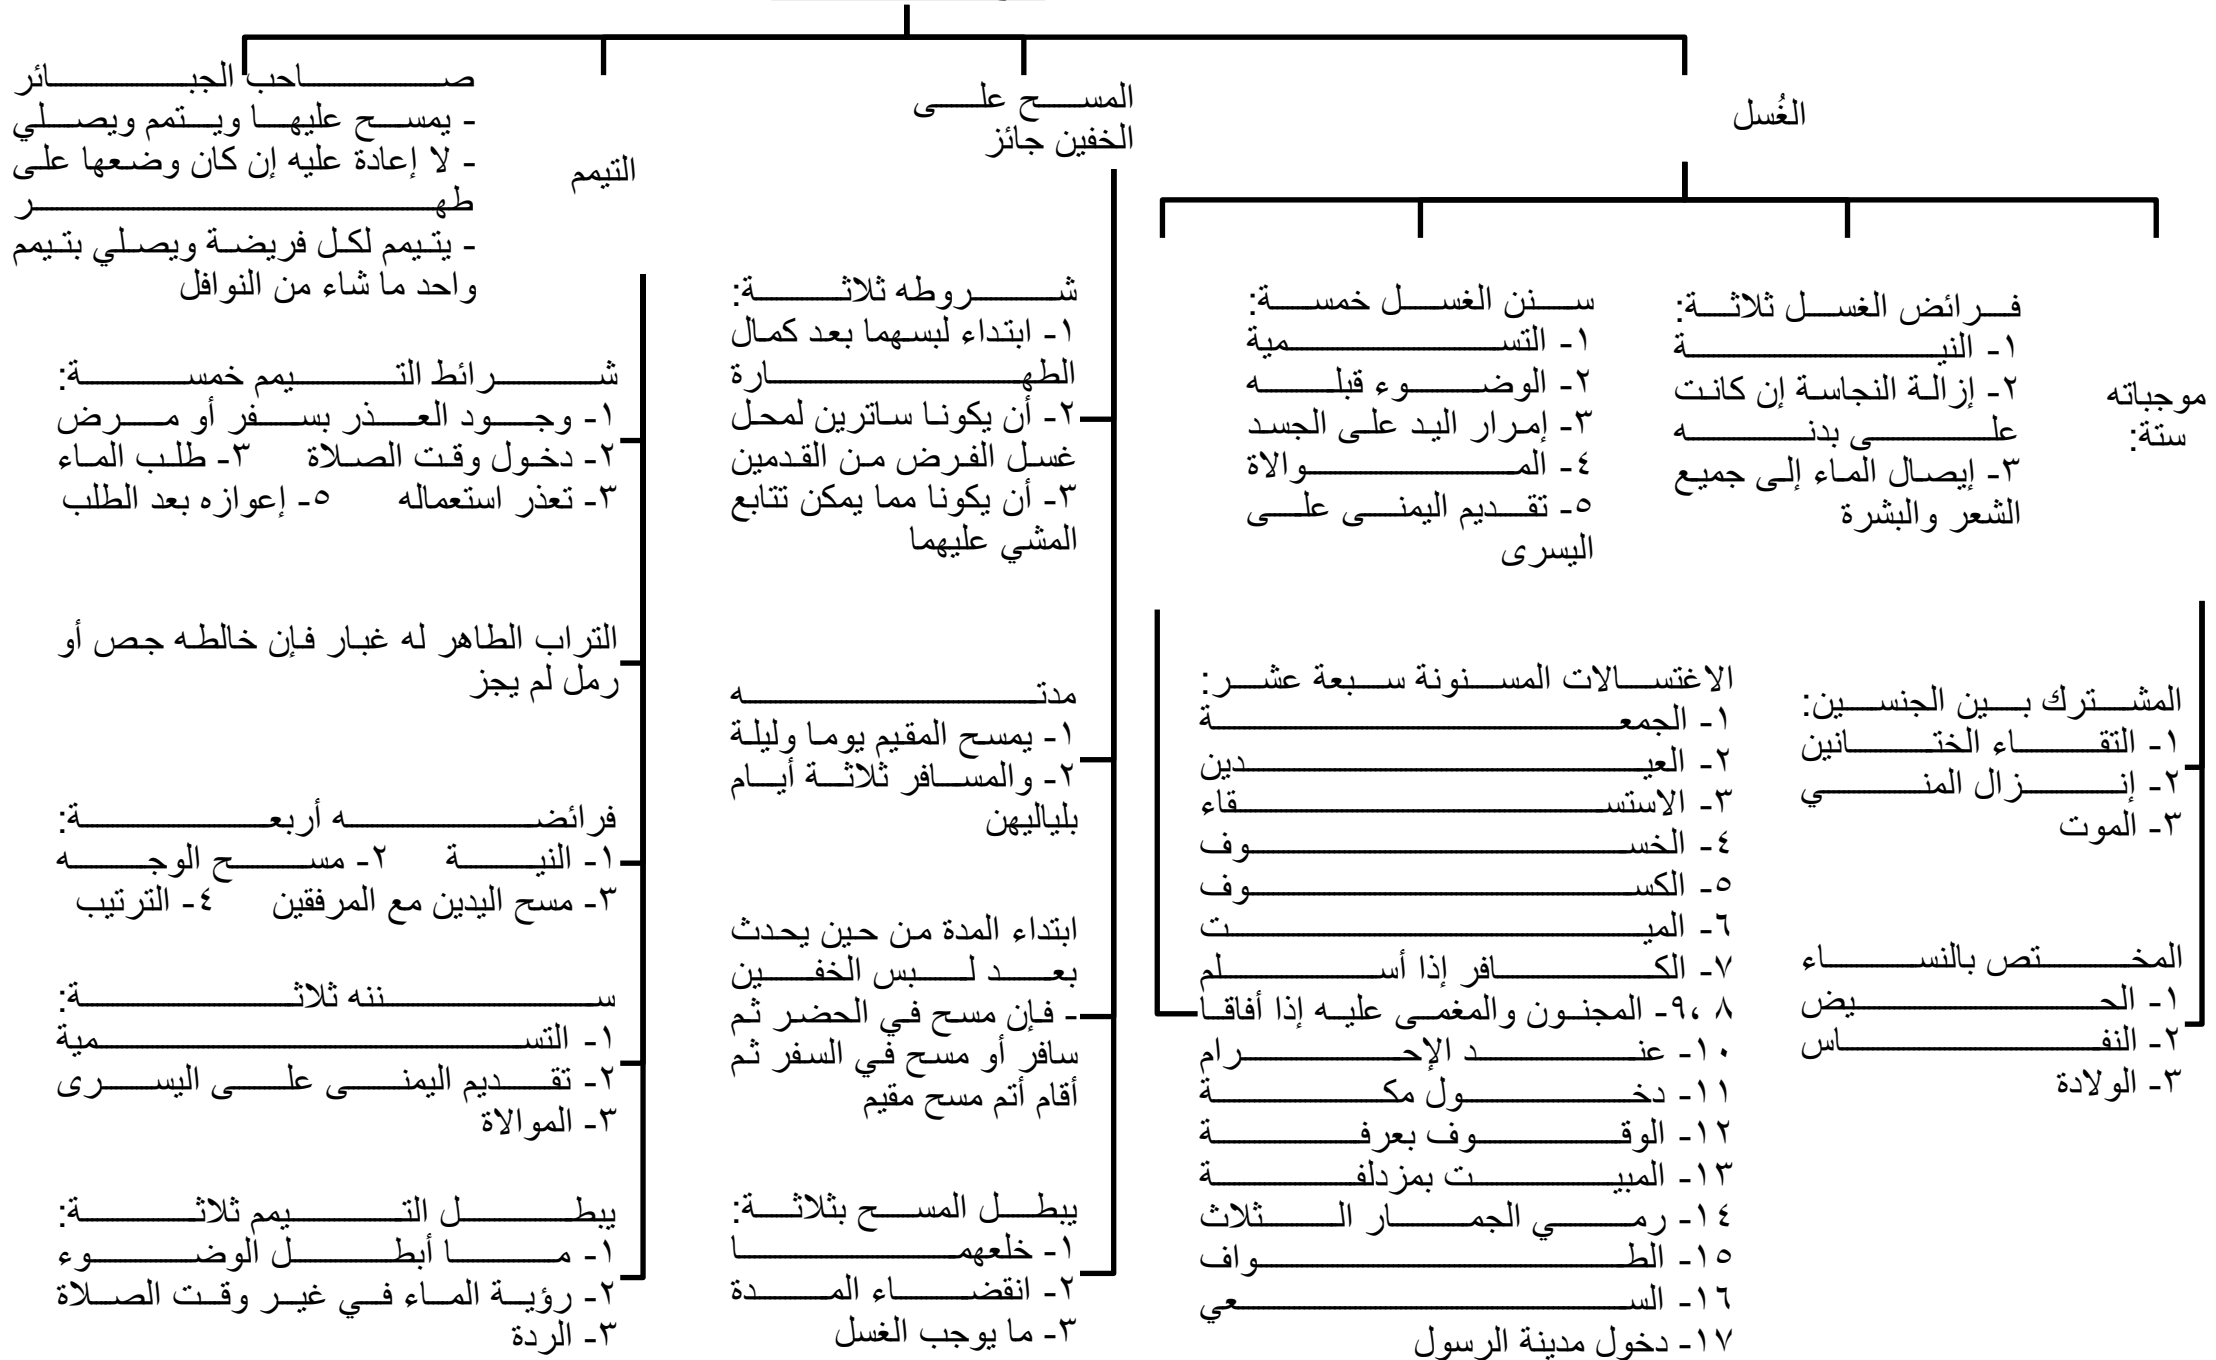 الغُسل
موجباته
ستة:
المشترك بين الجنسين:
١- التقاء الختانين
٢- إنزال المني
٣- الموت
المختص بالنساء
١- الحيض
٢- النفاس
٣- الولادة
فرائض الغسل ثلاثة:
١- النية
٢- إزالة النجاسة إن كانت
على بدنه
٣- إيصال الماء إلى جميع
الشعر والبشرة
سنن الغسل خمسة:
١- التسمية
٢- الوضوء قبله
٣- إمرار اليد على الجسد
٤- الموالاة
٥- تقديم اليمنى على
اليسرى
الاغتسالات المسنونة سبعة عشر:
١- الجمعة
٢- العيدين
٣- الاستسقاء
٤- الخسوف
٥- الكسوف
٦- الميت
٧- الكافر إذا أسلم
٨ ،٩- المجنون والمغمى عليه إذا أفاقا
١٠- عند الإحرام
١١- دخول مكة
١٢- الوقوف بعرفة
١٣- المبيت بمزدلفة
١٤- رمي الجمار الثلاث
١٥- الطواف
١٦- السعي
١٧- دخول مدينة الرسول
المسح على
الخفين جائز
شروطه ثلاثة:
١- ابتداء لبسهما بعد كمال
الطهارة
٢- أن يكونا ساترين لمحل
غسل الفرض من القدمين
٣- أن يكونا مما يمكن تتابع
المشي عليهما
مدته
١- يمسح المقيم يوما وليلة
٢- والمسافر ثلاثة أيام
بلياليهن
ابتداء المدة من حين يحدث
بعد لبس الخفين
- فإن مسح في الحضر ثم
سافر أو مسح في السفر ثم
أقام أتم مسح مقيم
يبطل المسح بثلاثة:
١- خلعهما
٢- انقضاء المدة
٣- ما يوجب الغسل
التيمم
شرائط التيمم خمسة:
١- وجود العذر بسفر أو مرض
٢- دخول وقت الصلاة ٣- طلب الماء
٣- تعذر استعماله ٥- إعوازه بعد الطلب
التراب الطاهر له غبار فإن خالطه جص أو
رمل لم يجز
فرائضه أربعة:
١- النية ٢- مسح الوجه
٣- مسح اليدين مع المرفقين ٤- الترتيب
سننه ثلاثة:
١- التسمية
٢- تقديم اليمنى على اليسرى
٣- الموالاة
يبطل التيمم ثلاثة:
١- ما أبطل الوضوء
٢- رؤية الماء في غير وقت الصلاة
٣- الردة
صاحب الجبائر
- يمسح عليها ويتمم ويصلي
- لا إعادة عليه إن كان وضعها على
طهر
- يتيمم لكل فريضة ويصلي بتيمم
واحد ما شاء من النوافل